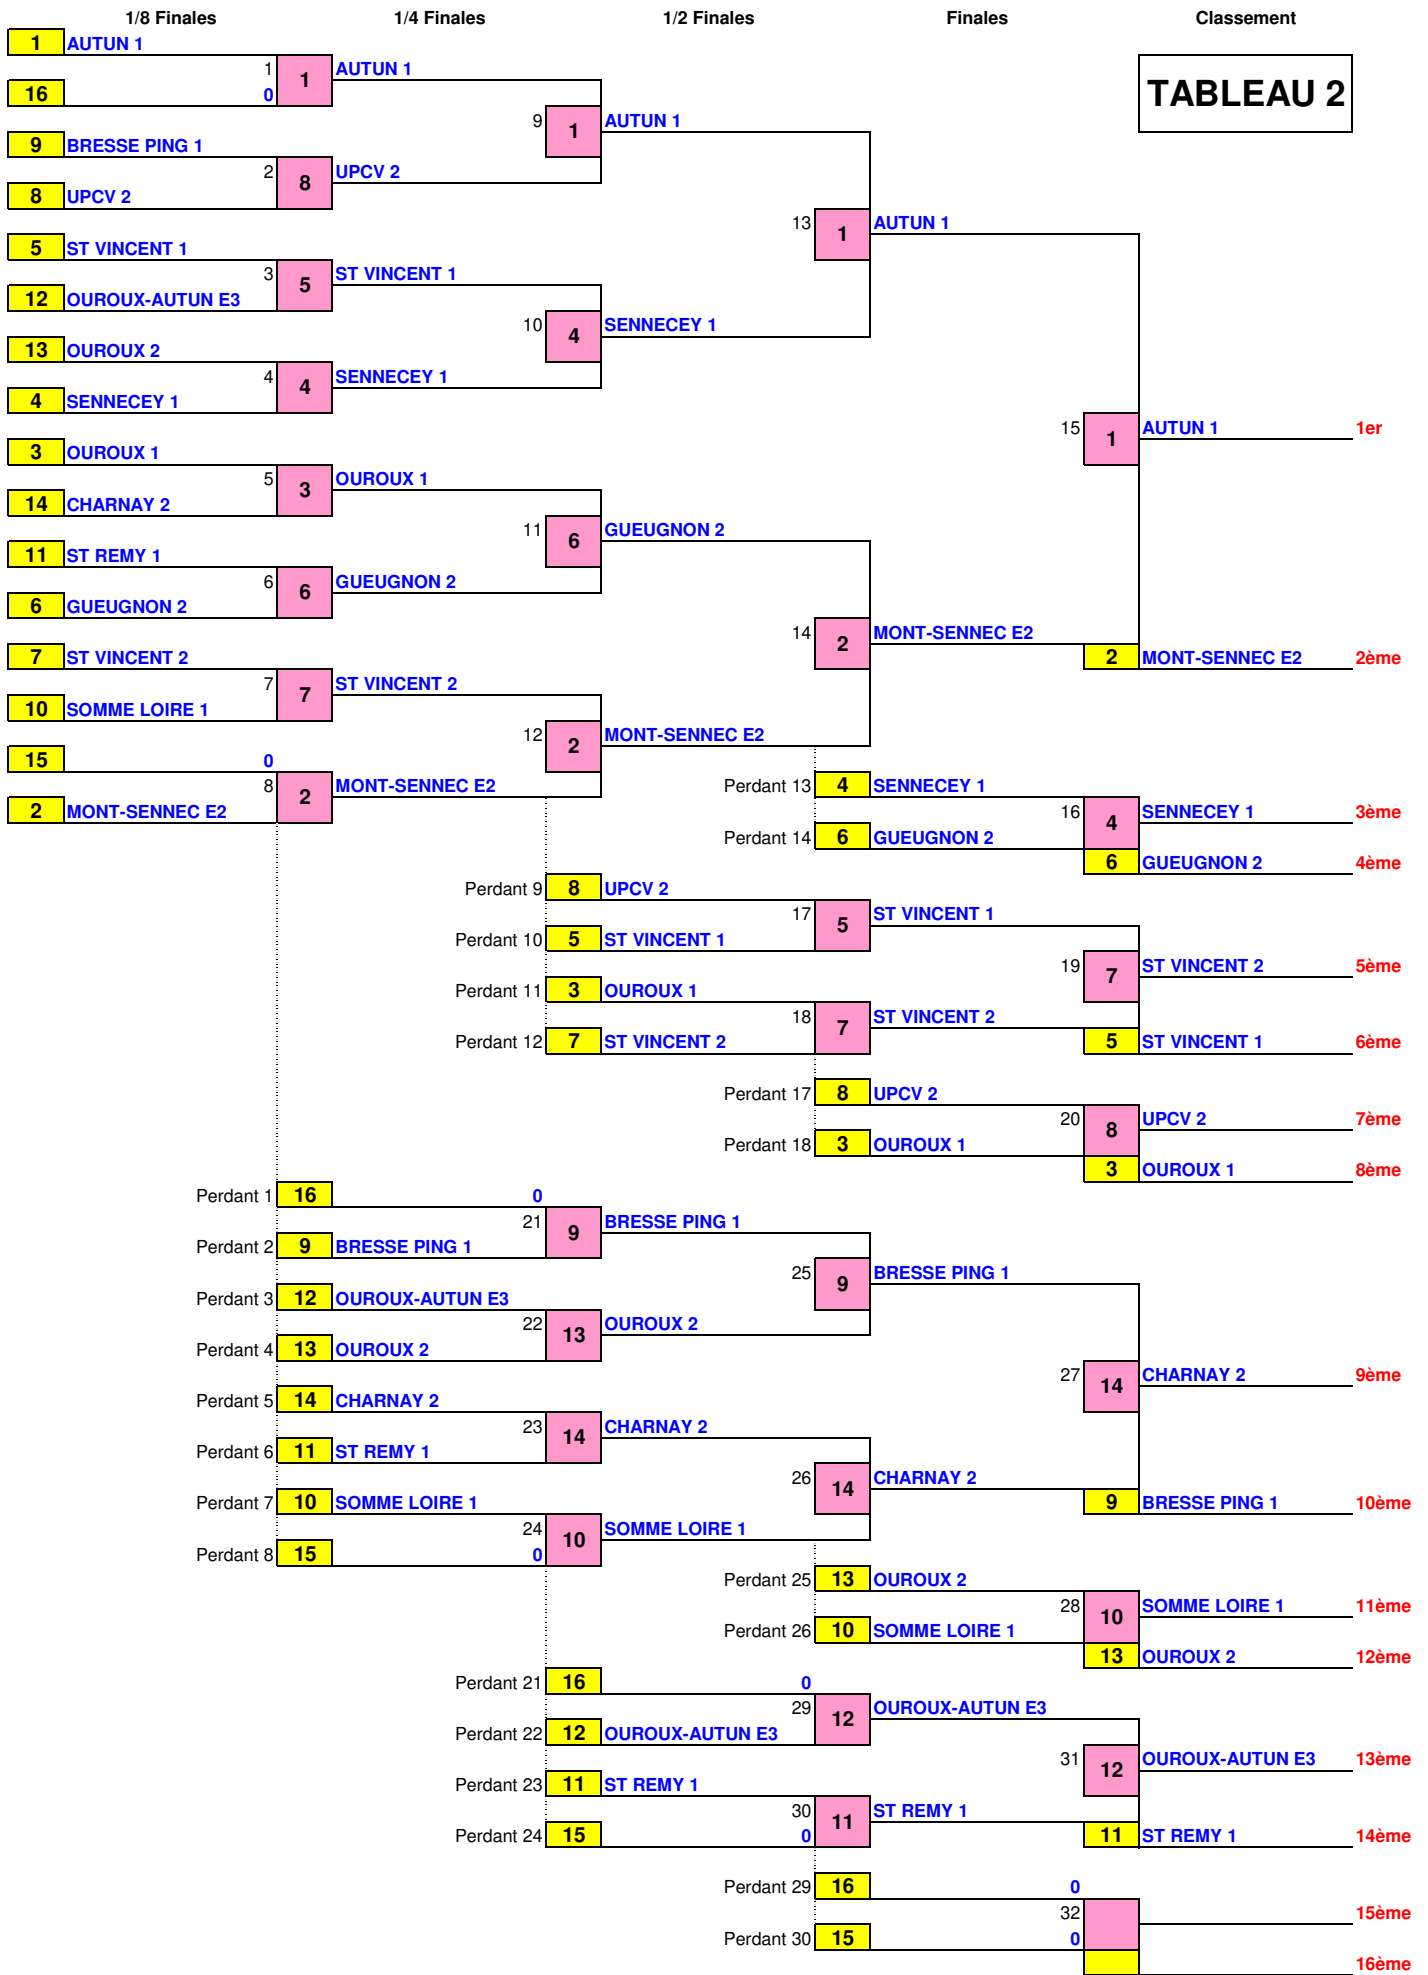 1/8 Finales 1/4 Finales 1/2 Finales Finales Classement
1 AUTUN 1
1 1 AUTUN 1
16 0
TABLEAU 2
9 1 AUTUN 1
9 BRESSE PING 1
2 8 UPCV 2
8 UPCV 2
13 1 AUTUN 1
5 ST VINCENT 1
3 5 ST VINCENT 1
12 OUROUX-AUTUN E3
10 4 SENNECEY 1
13 OUROUX 2
4 4 SENNECEY 1
4 SENNECEY 1
15 1 AUTUN 1 1er
3 OUROUX 1
5 3 OUROUX 1
14 CHARNAY 2
11 6 GUEUGNON 2
11 ST REMY 1
6 6 GUEUGNON 2
6 GUEUGNON 2
14 2 MONT-SENNEC E2
7 ST VINCENT 2
2 MONT-SENNEC E2 2ème
7 7 ST VINCENT 2
10 SOMME LOIRE 1
12 2 MONT-SENNEC E2
15 0
8 2 MONT-SENNEC E2
Perdant 13 4 SENNECEY 1
2 MONT-SENNEC E2
16 4 SENNECEY 1 3ème
Perdant 14 6 GUEUGNON 2
6 GUEUGNON 2 4ème
Perdant 9 8 UPCV 2
17 5 ST VINCENT 1
Perdant 10 5 ST VINCENT 1
19 7 ST VINCENT 2 5ème
Perdant 11 3 OUROUX 1
18 7 ST VINCENT 2
Perdant 12 7 ST VINCENT 2
5 ST VINCENT 1 6ème
Perdant 17 8 UPCV 2
20 8 UPCV 2 7ème
Perdant 18 3 OUROUX 1
3 OUROUX 1 8ème
Perdant 1 16 0
21 9 BRESSE PING 1
Perdant 2 9 BRESSE PING 1
25 9 BRESSE PING 1
Perdant 3 12 OUROUX-AUTUN E3
22 13 OUROUX 2
Perdant 4 13 OUROUX 2
27 14 CHARNAY 2 9ème
Perdant 5 14 CHARNAY 2
23 14 CHARNAY 2
Perdant 6 11 ST REMY 1
26 14 CHARNAY 2
Perdant 7 10 SOMME LOIRE 1
9 BRESSE PING 1 10ème
24 10 SOMME LOIRE 1
Perdant 8 15 0
Perdant 25 13 OUROUX 2
28 10 SOMME LOIRE 1 11ème
Perdant 26 10 SOMME LOIRE 1
13 OUROUX 2 12ème
Perdant 21 16 0
29 12 OUROUX-AUTUN E3
Perdant 22 12 OUROUX-AUTUN E3
31 12 OUROUX-AUTUN E3 13ème
Perdant 23 11 ST REMY 1
30 11 ST REMY 1
Perdant 24 15 0
11 ST REMY 1 14ème
Perdant 29 16 0
32 15ème
Perdant 30 15 0
16ème